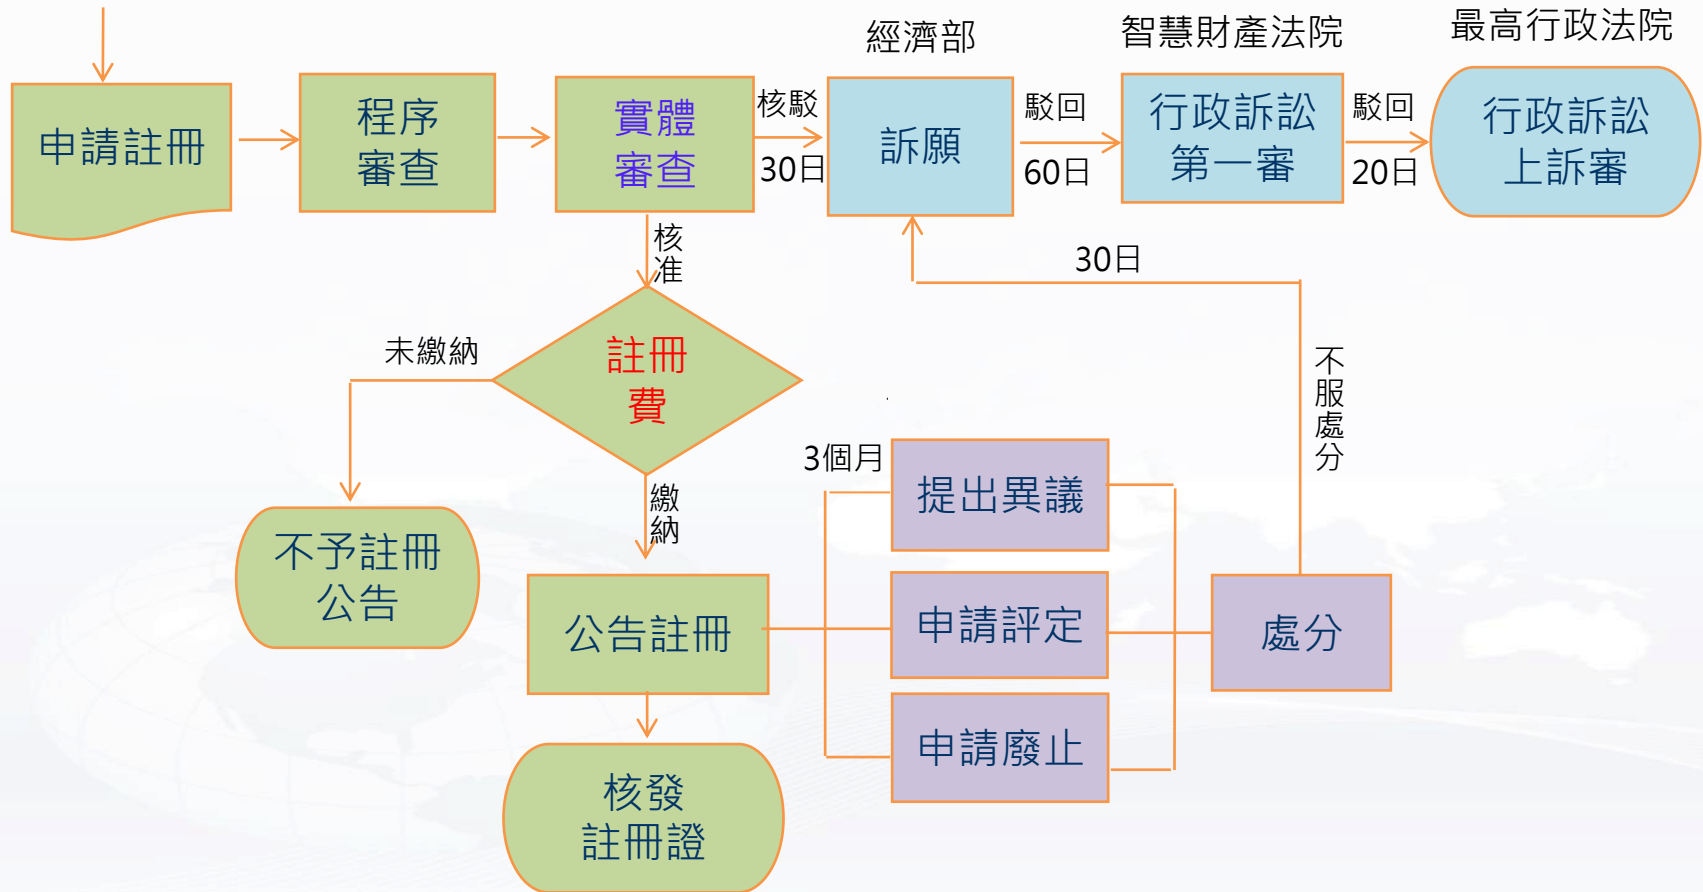 經濟部
智慧財產法院
最高行政法院
申請註冊
程序
審查
實體
審查
核駁
30日
訴願
駁回
60日
行政訴訟
第一審
駁回
20日
行政訴訟
上訴審
核准
30日
未繳納
註冊
費
不服處分
3個月
提出異議
繳納
不予註冊
公告
公告註冊
申請評定
處分
申請廢止
核發
註冊證